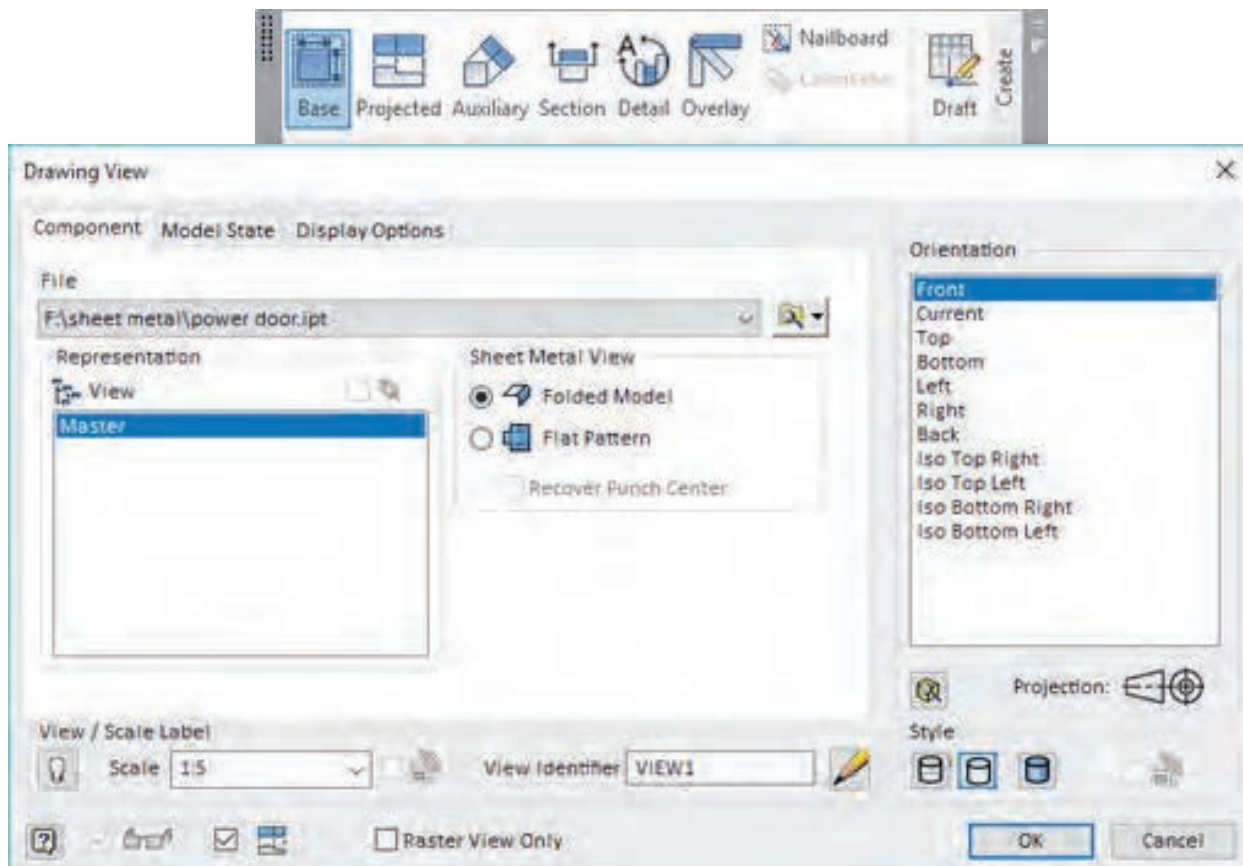 Nailboard
Base Projected Auxiliary Section Detail Overlay Draft
Create
Drawing View
Component Model State Display Options
File
F:\sheet metal\power door.ipt
Representation
View
Master
Sheet Metal View
Folded Model
Flat Pattern
Recover Punch Center
Orientation
Front
Current
Top
Bottom
Left
Right
Back
Iso Top Right
Iso Top Left
Iso Bottom Right
Iso Bottom Left
Projection:
View / Scale Label
Scale 1:5
View Identifier VIEW1
Style
Raster View Only
OK Cancel